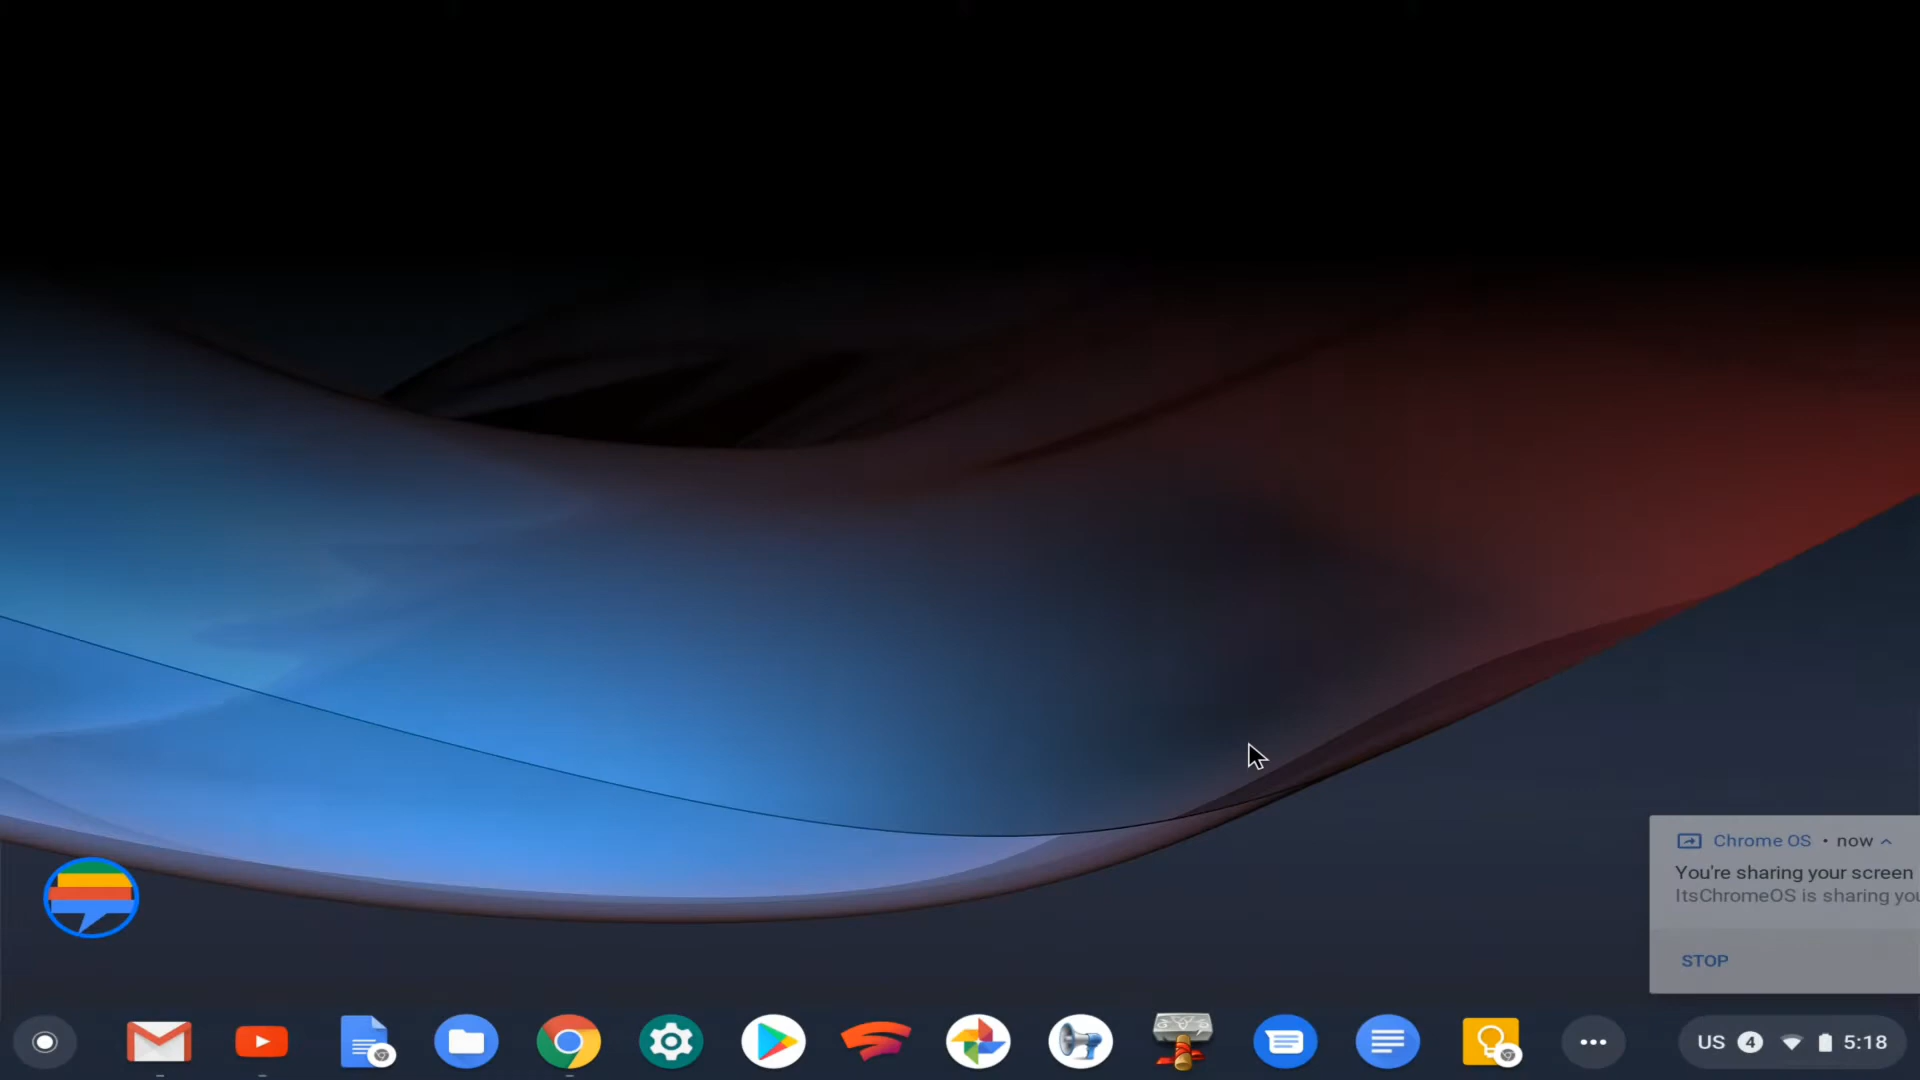 Chrome OS • now
You're sharing your screen
ItsChromeOS is sharing you
STOP
US 4 5:18